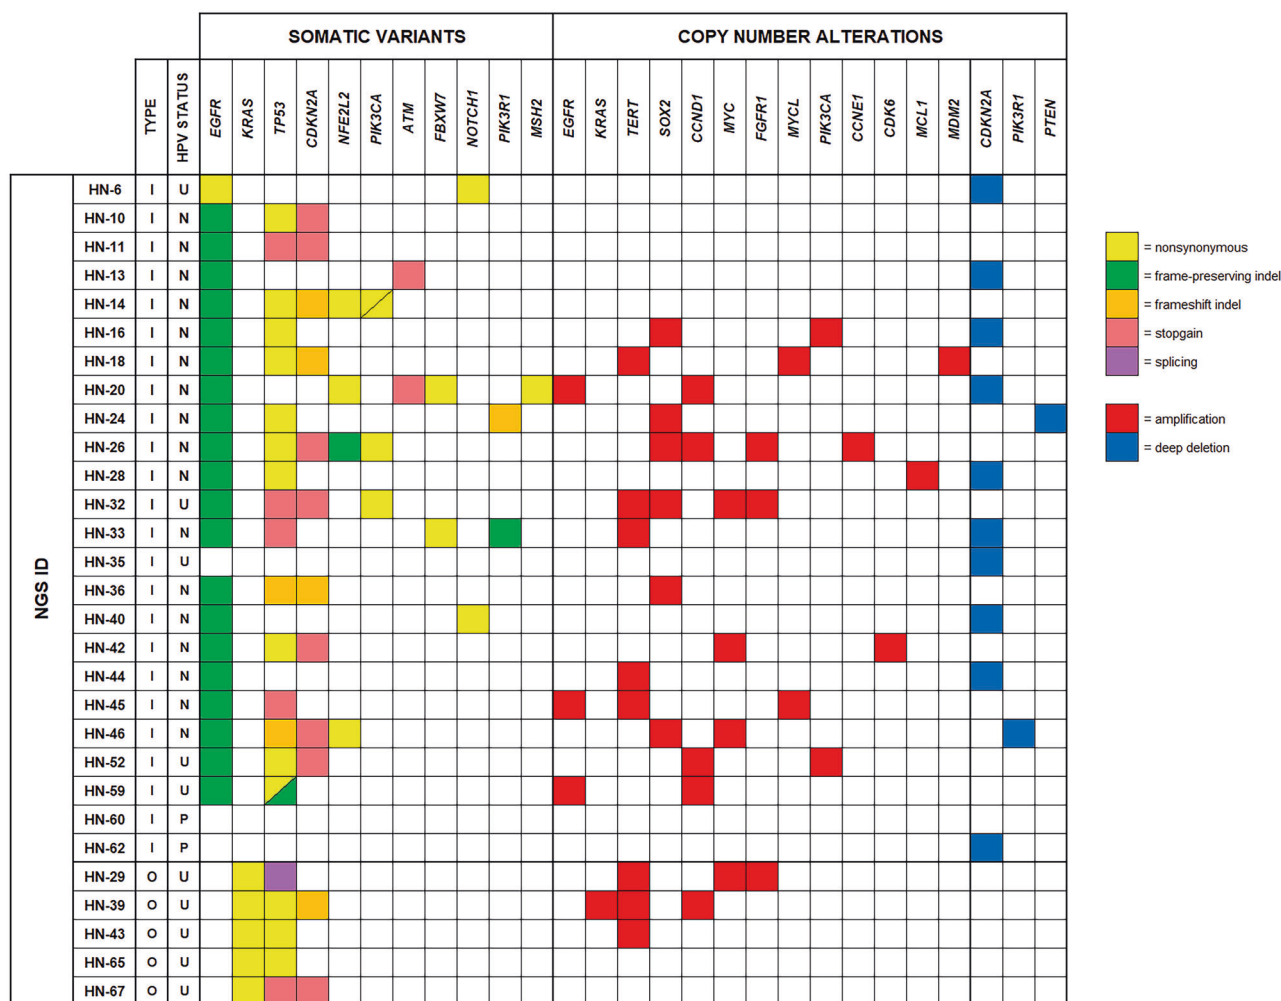 SOMATIC VARIANTS COPY NUMBER ALTERATIONS
TYPE HPV STATUS EGFR KRAS TP53 CDKN2A NFE2L2 PIK3CA ATM FBXW7 NOTCH1 PIK3R1 MSH2 EGFR KRAS TERT SOX2 CCND1 MYC FGFR1 MYCL PIK3CA CCNE1 CDK6 MCL1 MDM2 CDKN2A PIK3R1 PTEN
NGS ID
HN-6 I U
HN-10 I N
HN-11 I N
HN-13 I N
HN-14 I N
HN-16 I N
HN-18 I N
HN-20 I N
HN-24 I N
HN-26 I N
HN-28 I N
HN-32 I U
HN-33 I N
HN-35 I U
HN-36 I N
HN-40 I N
HN-42 I N
HN-44 I N
HN-45 I N
HN-46 I N
HN-52 I U
HN-59 I U
HN-60 I P
HN-62 I P
HN-29 O U
HN-39 O U
HN-43 O U
HN-65 O U
HN-67 O U
= nonsynonymous
= frame-preserving indel
= frameshift indel
= stopgain
= splicing
= amplification
= deep deletion